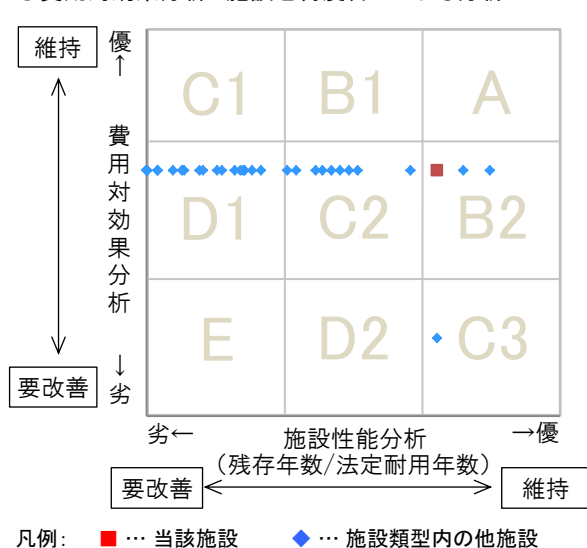 維持
優↑
費用対効果分析
↓劣
要改善
C1 B1 A
D1 C2 B2
E D2 C3
劣← 施設性能分析 →優
(残存年数/法定耐用年数)
要改善 維持
凡例: ■ … 当該施設 ◆ … 施設類型内の他施設